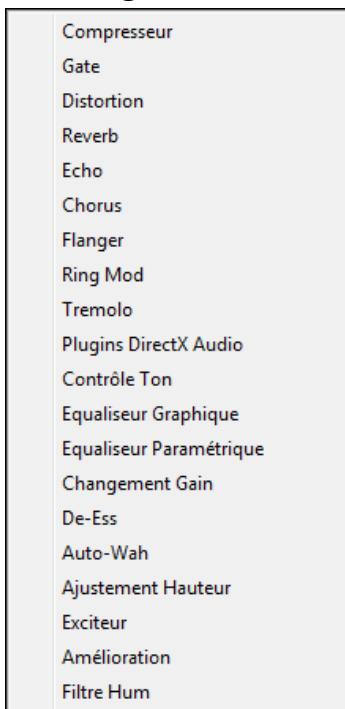 Compresseur
Gate
Distortion
Reverb
Echo
Chorus
Flanger
Ring Mod
Tremolo
Plugins DirectX Audio
Contrôle Ton
Equaliseur Graphique
Equaliseur Paramétrique
Changement Gain
De-Ess
Auto-Wah
Ajustement Hauteur
Exciteur
Amélioration
Filtre Hum